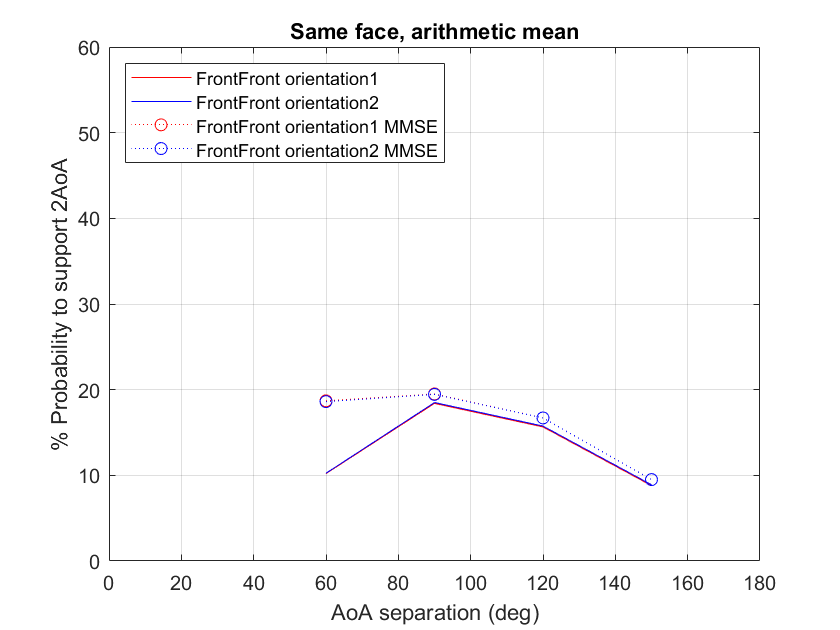 Same face, arithmetic mean
60
50
40
30
20
10
0
% Probability to support 2AoA
FrontFront orientation1
FrontFront orientation2
FrontFront orientation1 MMSE
FrontFront orientation2 MMSE
0 20 40 60 80 100 120 140 160 180
AoA separation (deg)